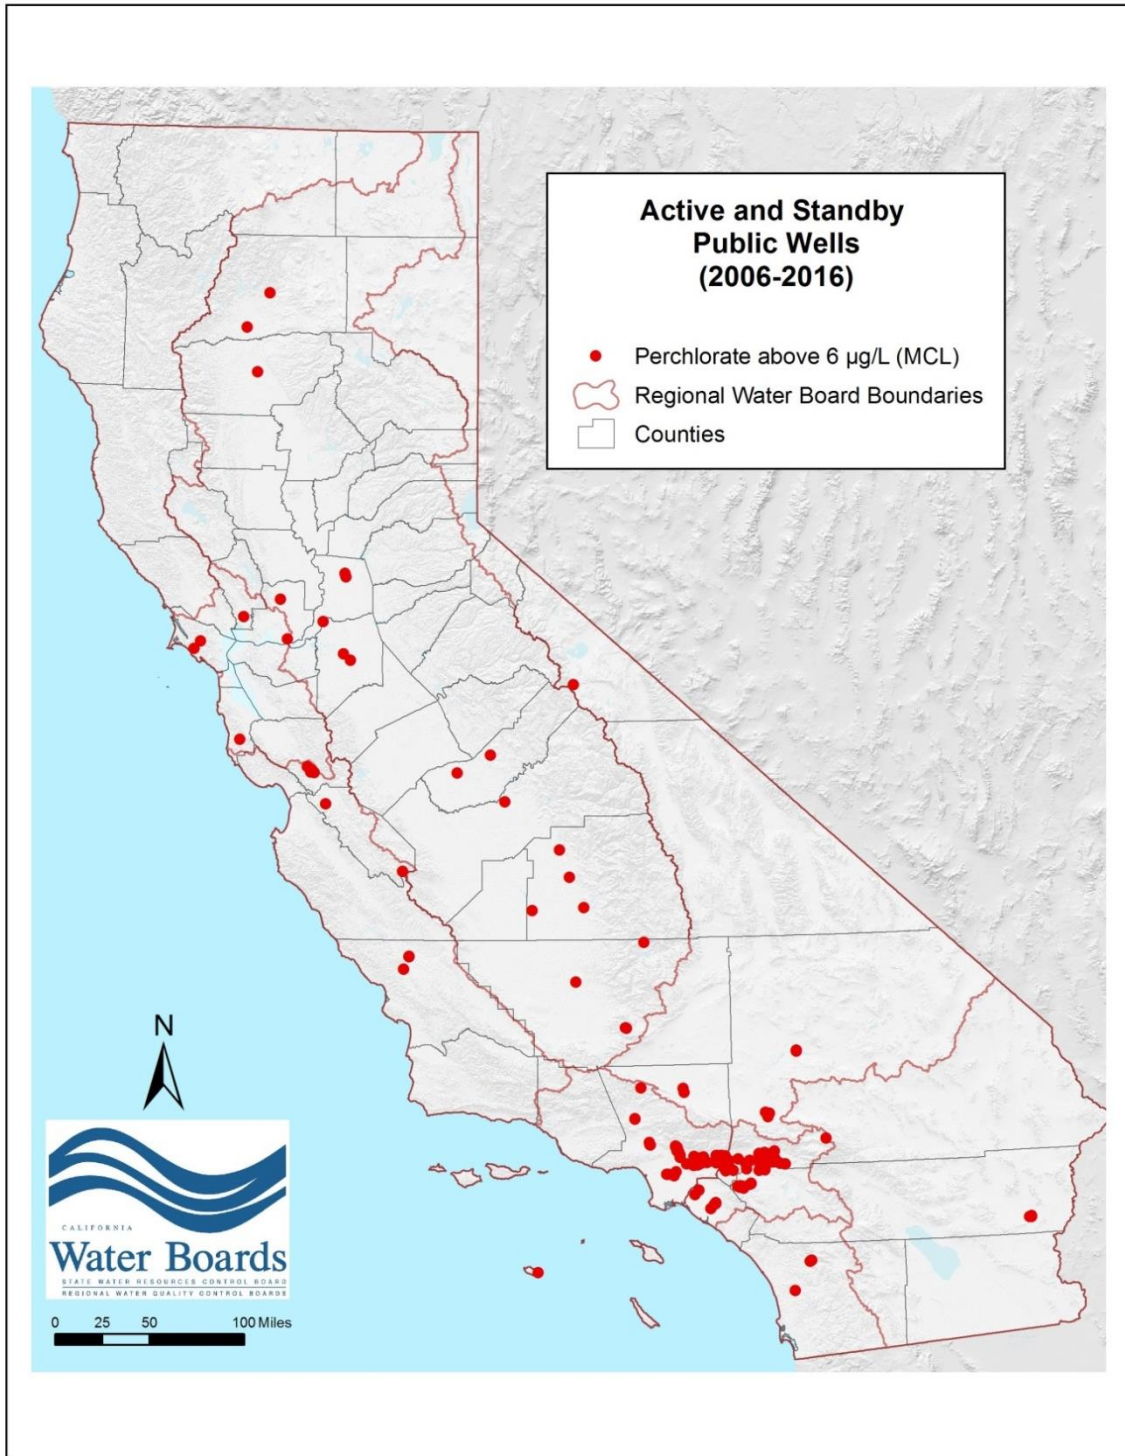 Active and Standby
Public Wells
(2006-2016)
Perchlorate above 6 µg/L (MCL)
Regional Water Board Boundaries
Counties
N
CALIFORNIA
Water Boards
STATE WATER RESOURCES CONTROL BOARD
REGIONAL WATER QUALITY CONTROL BOARDS
0 25 50 100 Miles